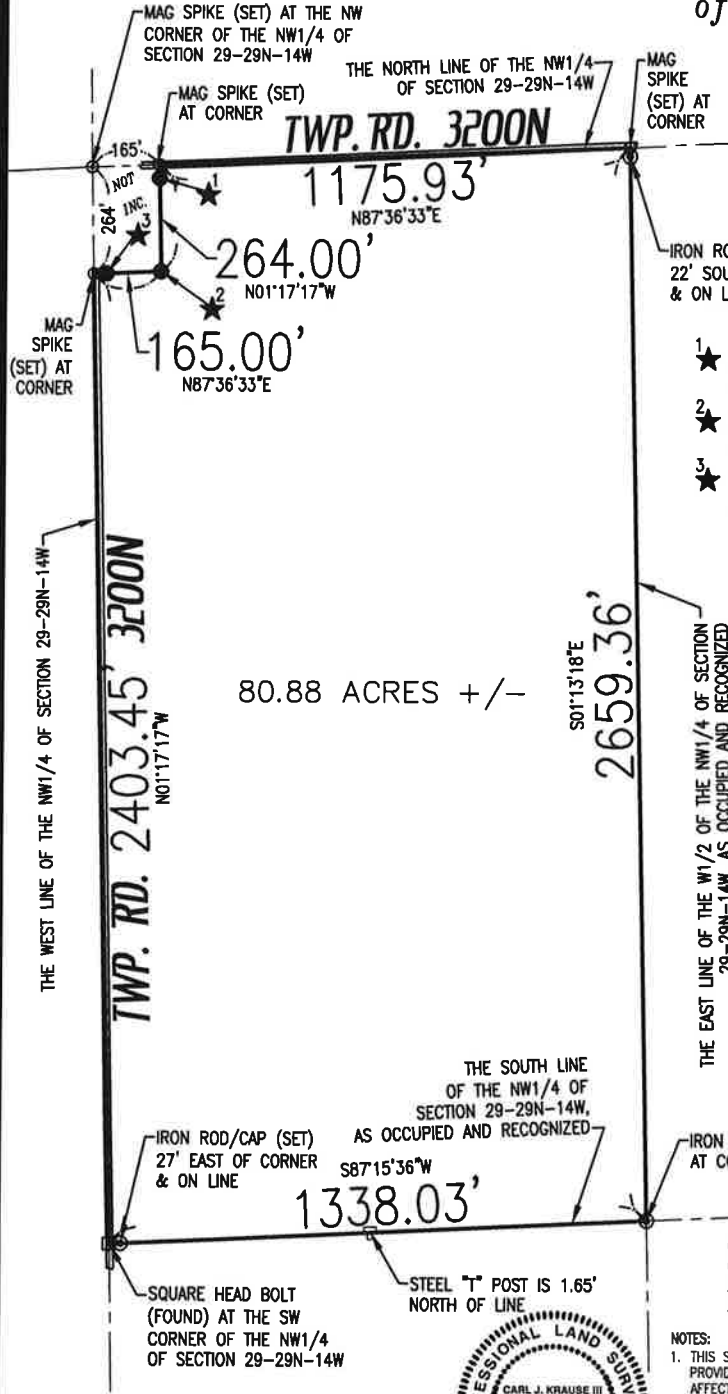 of
MAG SPIKE (SET) AT THE NW
CORNER OF THE NW1/4 OF
SECTION 29-29N-14W
THE NORTH LINE OF THE NW1/4
OF SECTION 29-29N-14W
MAG
SPIKE
(SET) AT
CORNER
MAG SPIKE (SET)
AT CORNER
TWP. RD. 3200N
165'
1175.93'
N87°36'33"E
NOT
INC.
264'
1
3
264.00'
N01°17'17"W
2
IRON
22'
& ON
MAG
SPIKE
(SET) AT
CORNER
165.00'
N87°36'33"E
1
2
3
THE WEST LINE OF THE NW1/4 OF SECTION 29-29N-14W
TWP. RD. 2403.45' 3200N
N01°17'17"W
80.88 ACRES +/-
S01°13'18"E
2659.36'
THE EAST LINE OF THE W1/2 OF THE NW1/4 OF SECTION
29-29N-14W, AS OCCUPIED AND RECOGNIZED
THE SOUTH LINE
OF THE NW1/4 OF
SECTION 29-29N-14W,
AS OCCUPIED AND RECOGNIZED
IRON ROD/CAP (SET)
27' EAST OF CORNER
& ON LINE
S87°15'36"W
1338.03'
IRON
AT
SQUARE HEAD BOLT
(FOUND) AT THE SW
CORNER OF THE NW1/4
OF SECTION 29-29N-14W
STEEL "T" POST IS 1.65'
NORTH OF LINE
LAND
CARL J. KRAUSE III
NOTES:
1. THIS